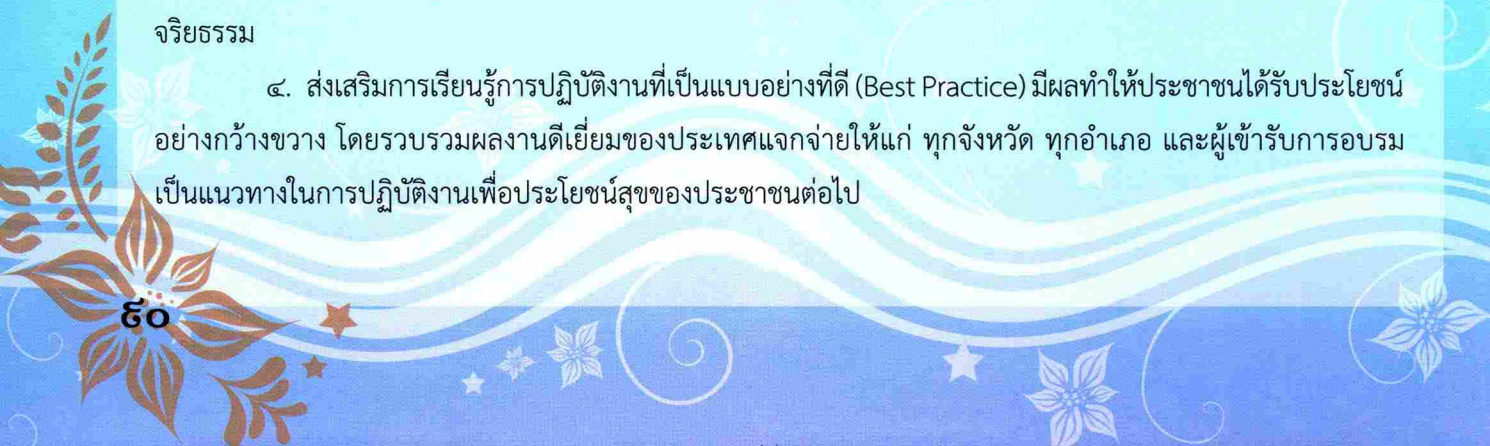 จริยธรรม
๔. ส่งเสริมการเรียนรู้การปฏิบัติงานที่เป็นแบบอย่างที่ดี (Best Practice) มีผลทำให้ประชาชนได้รับประโยชน์
อย่างกว้างขวาง โดยรวบรวมผลงานดีเยี่ยมของประเทศแจกจ่ายให้แก่ ทุกจังหวัด ทุกอำเภอ และผู้เข้ารับการอบรม
เป็นแนวทางในการปฏิบัติงานเพื่อประโยชน์สุขของประชาชนต่อไป
๕๐